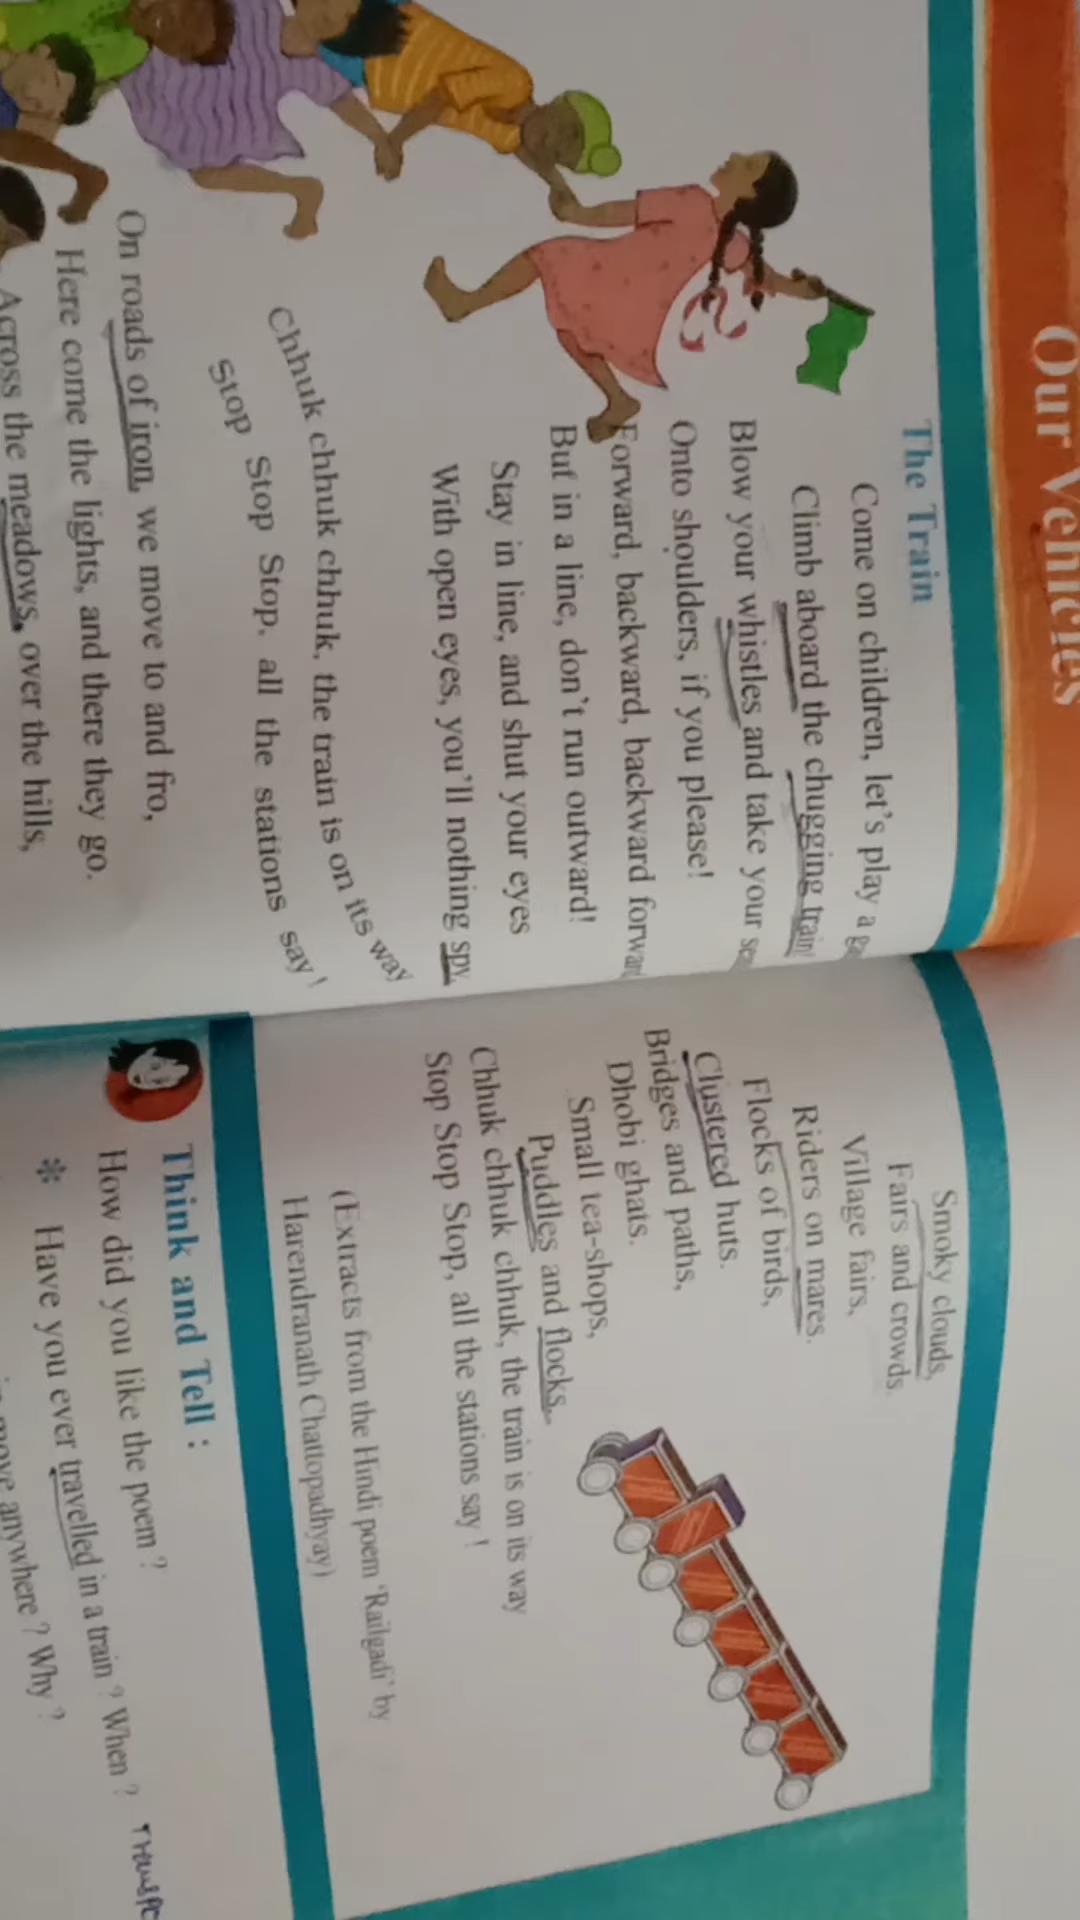 Our Vehicles
The Train
Come on children, let's play a
Climb aboard the chugging train!
Blow your whistles and take your
Onto shoulders, if you please!
Forward, backward, backward forward
But in a line, don't run outward!
Stay in line, and shut your eyes
With open eyes, you'll nothing spy.
Chhuk chhuk chhuk chhuk, the train is on its way
Stop Stop Stop, all the stations say !
On roads of iron, we move to and fro,
Here come the lights, and there they go.
Across the meadows, over the hills,
Smoky clouds,
Fairs and crowds.
Village fairs,
Riders on mares.
Flocks of birds,
Clustered huts.
Bridges and paths,
Dhobi ghats.
Small tea-shops,
Puddles and flocks.
Chhuk chhuk chhuk chhuk, the train is on its way
Stop Stop Stop, all the stations say !
(Extracts from the Hindi poem 'Railgadi' by
Harendranath Chattopadhyay)
Think and Tell :
How did you like the poem ?
* Have you ever travelled in a train ? When ?
move anywhere ? Why ?